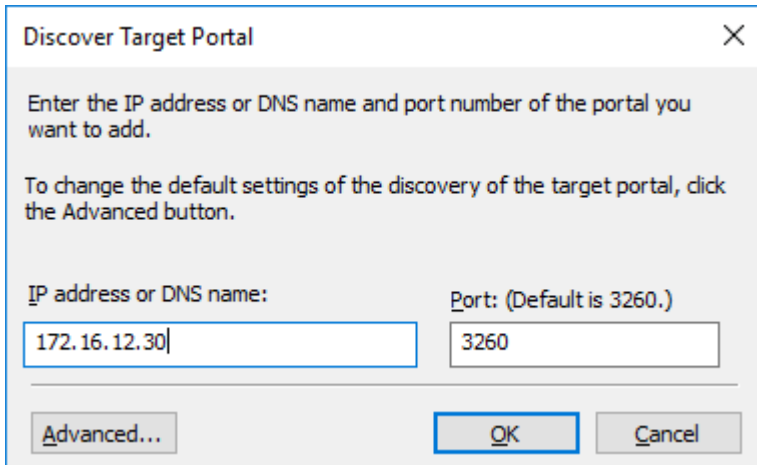 Discover Target Portal
Enter the IP address or DNS name and port number of the portal you
want to add.
To change the default settings of the discovery of the target portal, click
the Advanced button.
IP address or DNS name:
Port: (Default is 3260.)
172.16.12.30
3260
Advanced...
OK
Cancel